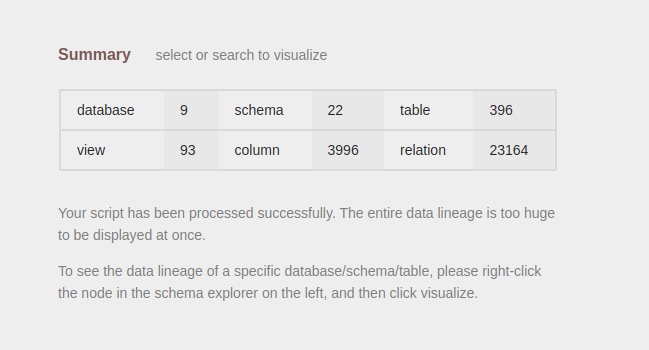 Summary select or search to visualize
database 9 schema 22 table 396
view 93 column 3996 relation 23164
Your script has been processed successfully. The entire data lineage is too huge
to be displayed at once.
To see the data lineage of a specific database/schema/table, please right-click
the node in the schema explorer on the left, and then click visualize.